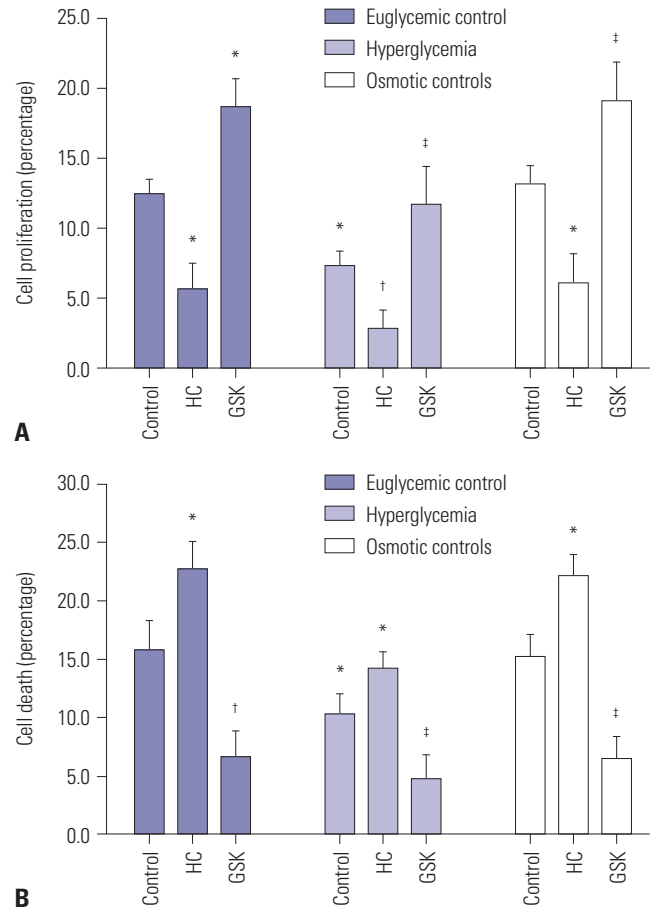 25.0
20.0
15.0
10.0
5.0
0.0
Cell proliferation (percentage)
Euglycemic control
Hyperglycemia
Osmotic controls
*
*
*
†
‡
*
‡
Control
HC
GSK
Control
HC
GSK
Control
HC
GSK
A
30.0
25.0
20.0
15.0
10.0
5.0
0.0
Cell death (percentage)
Euglycemic control
Hyperglycemia
Osmotic controls
*
†
*
*
‡
*
‡
Control
HC
GSK
Control
HC
GSK
Control
HC
GSK
B